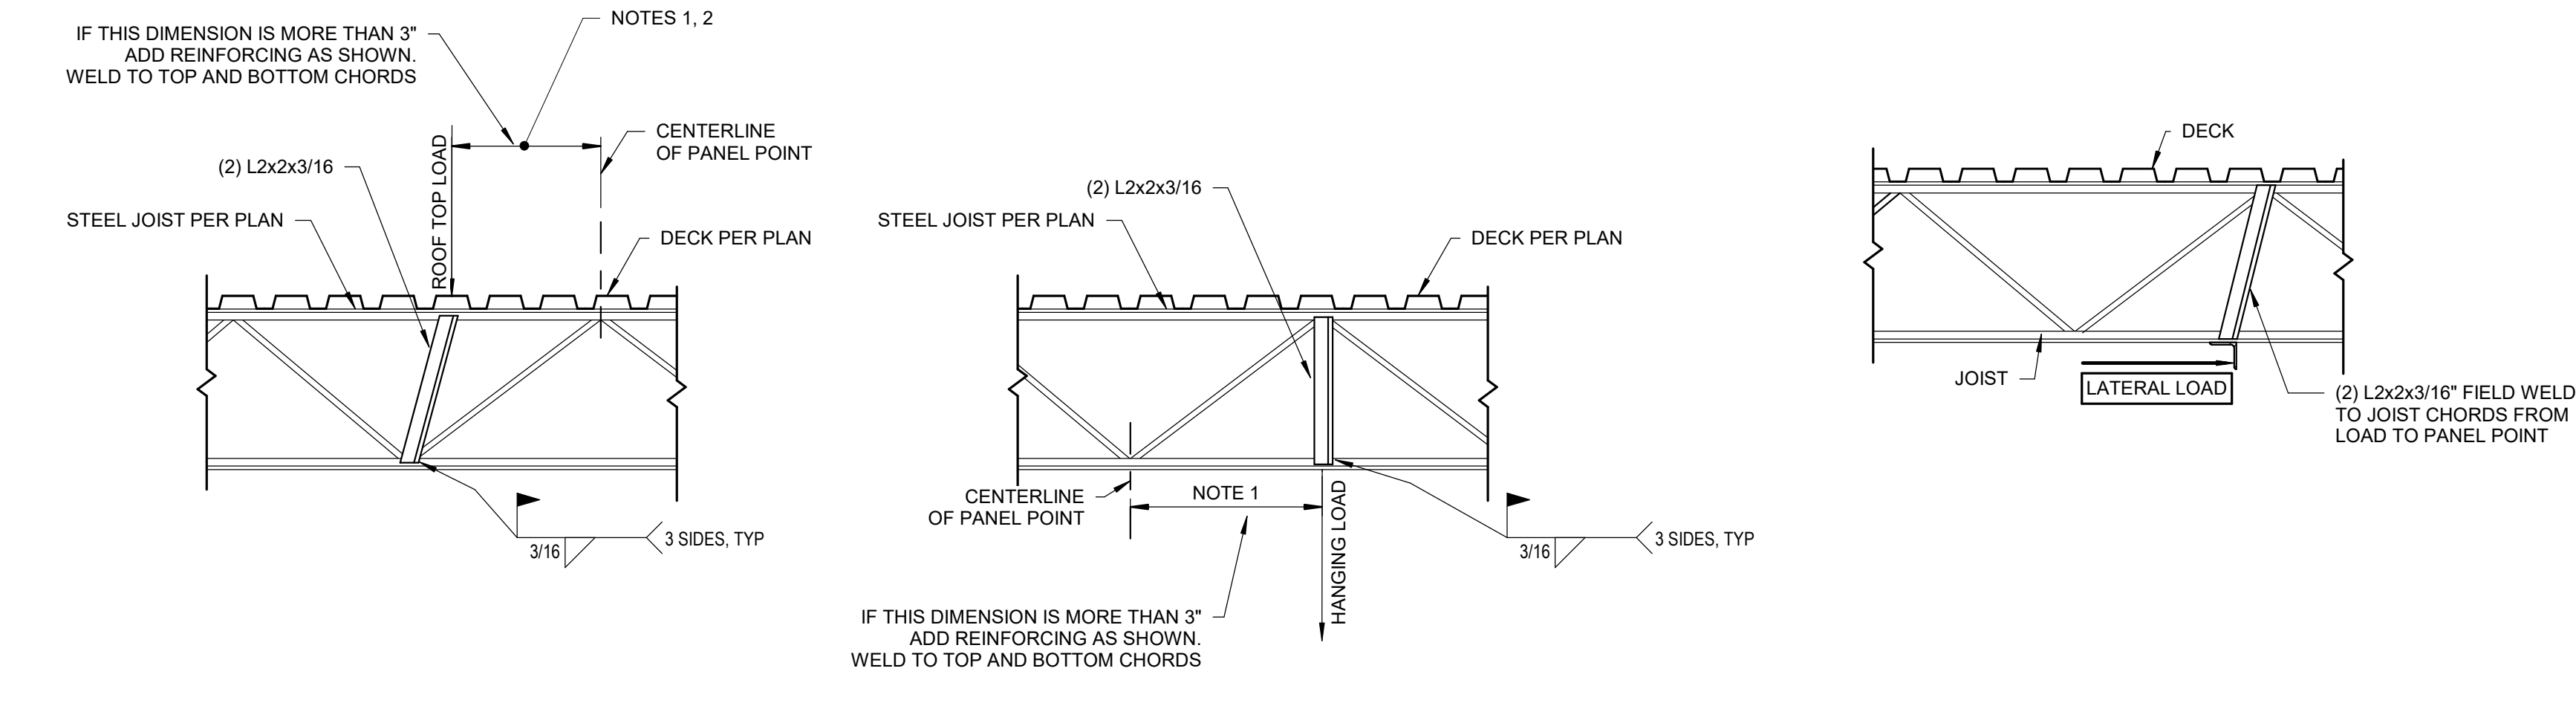 NOTES 1, 2
IF THIS DIMENSION IS MORE THAN 3"
ADD REINFORCING AS SHOWN.
WELD TO TOP AND BOTTOM CHORDS
CENTERLINE
OF PANEL POINT
(2) L2x2x3/16
ROOF TOP LOAD
STEEL JOIST PER PLAN
DECK PER PLAN
3/16
3 SIDES, TYP
(2) L2x2x3/16
STEEL JOIST PER PLAN
DECK PER PLAN
CENTERLINE
OF PANEL POINT
NOTE 1
HANGING LOAD
3/16
3 SIDES, TYP
IF THIS DIMENSION IS MORE THAN 3"
ADD REINFORCING AS SHOWN.
WELD TO TOP AND BOTTOM CHORDS
DECK
JOIST
LATERAL LOAD
(2) L2x2x3/16" FIELD WELD
TO JOIST CHORDS FROM
LOAD TO PANEL POINT